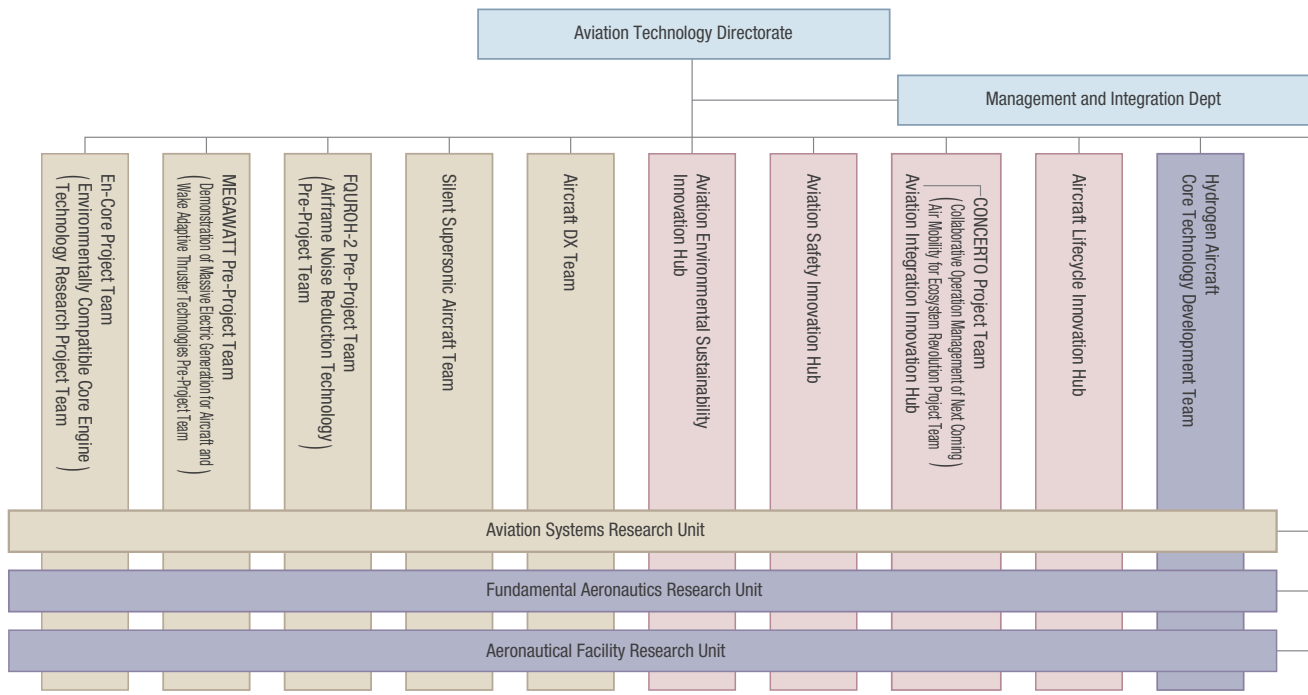 Aviation Technology Directorate
Management and Integration Dept
En-Core Project Team
(Environmentally Compatible Core Engine
Technology Research Project Team)
MEGAWATT Pre-Project Team
(Demonstration of Massive Electric Generation for Aircraft and
Wake Adaptive Thruster Technologies Pre-Project Team)
FQUROH-2 Pre-Project Team
(Airframe Noise Reduction Technology
Pre-Project Team)
Silent Supersonic Aircraft Team
Aircraft DX Team
Aviation Environmental Sustainability
Innovation Hub
Aviation Safety Innovation Hub
CONCERTO Project Team
(Collaborative Operation Management of Next Coming
Air Mobility for Ecosystem Revolution Project Team)
Aviation Integration Innovation Hub
Aircraft Lifecycle Innovation Hub
Hydrogen Aircraft
Core Technology Development Team
Aviation Systems Research Unit
Fundamental Aeronautics Research Unit
Aeronautical Facility Research Unit